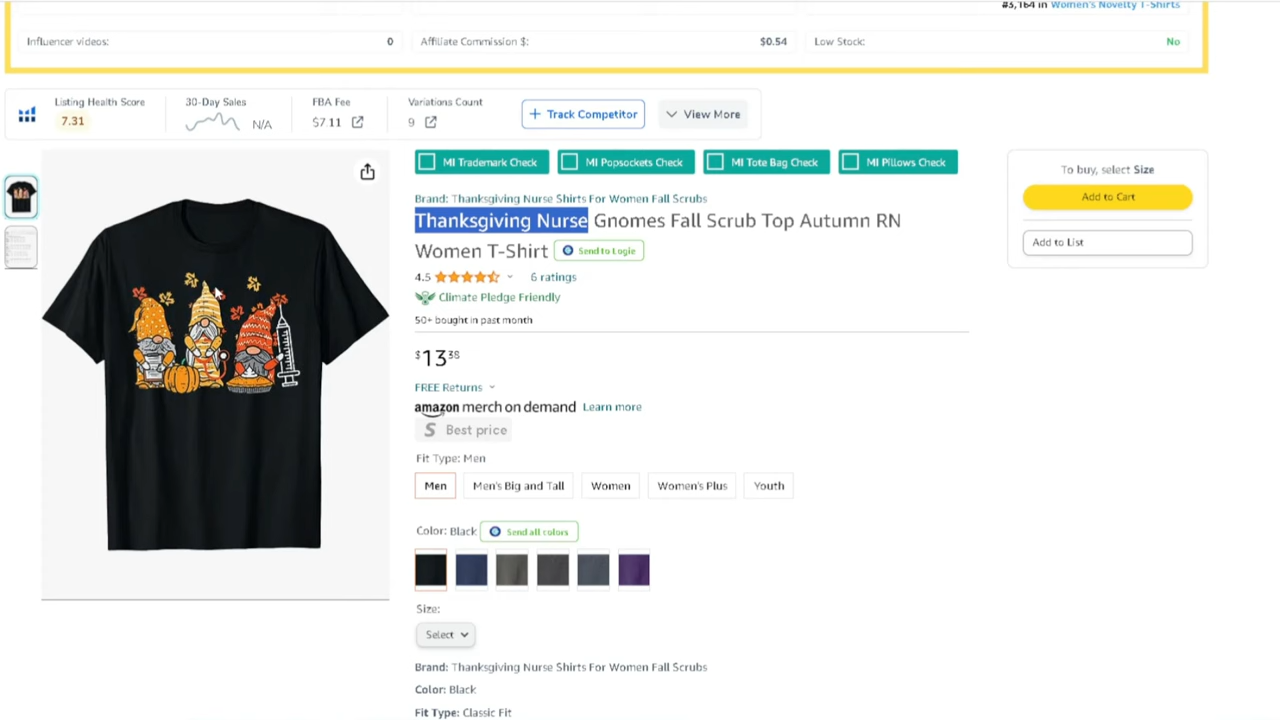 #3,164 in Women's Novelty T-Shirts
Influencer videos: 0 Affiliate Commission $: $0.54 Low Stock: No
Listing Health Score 30-Day Sales FBA Fee Variations Count
7.31 N/A $7.11 9
+ Track Competitor
View More
MI Trademark Check MI Popsockets Check MI Tote Bag Check MI Pillows Check
Brand: Thanksgiving Nurse Shirts For Women Fall Scrubs
Thanksgiving Nurse Gnomes Fall Scrub Top Autumn RN
Women T-Shirt Send to Logie
4.5 6 ratings
Climate Pledge Friendly
50+ bought in past month
$13 38
FREE Returns
amazon merch on demand Learn more
S Best price
Fit Type: Men
Men Men's Big and Tall Women Women's Plus Youth
Color: Black Send all colors
Size:
Select
Brand: Thanksgiving Nurse Shirts For Women Fall Scrubs
Color: Black
Fit Type: Classic Fit
To buy, select Size
Add to Cart
Add to List